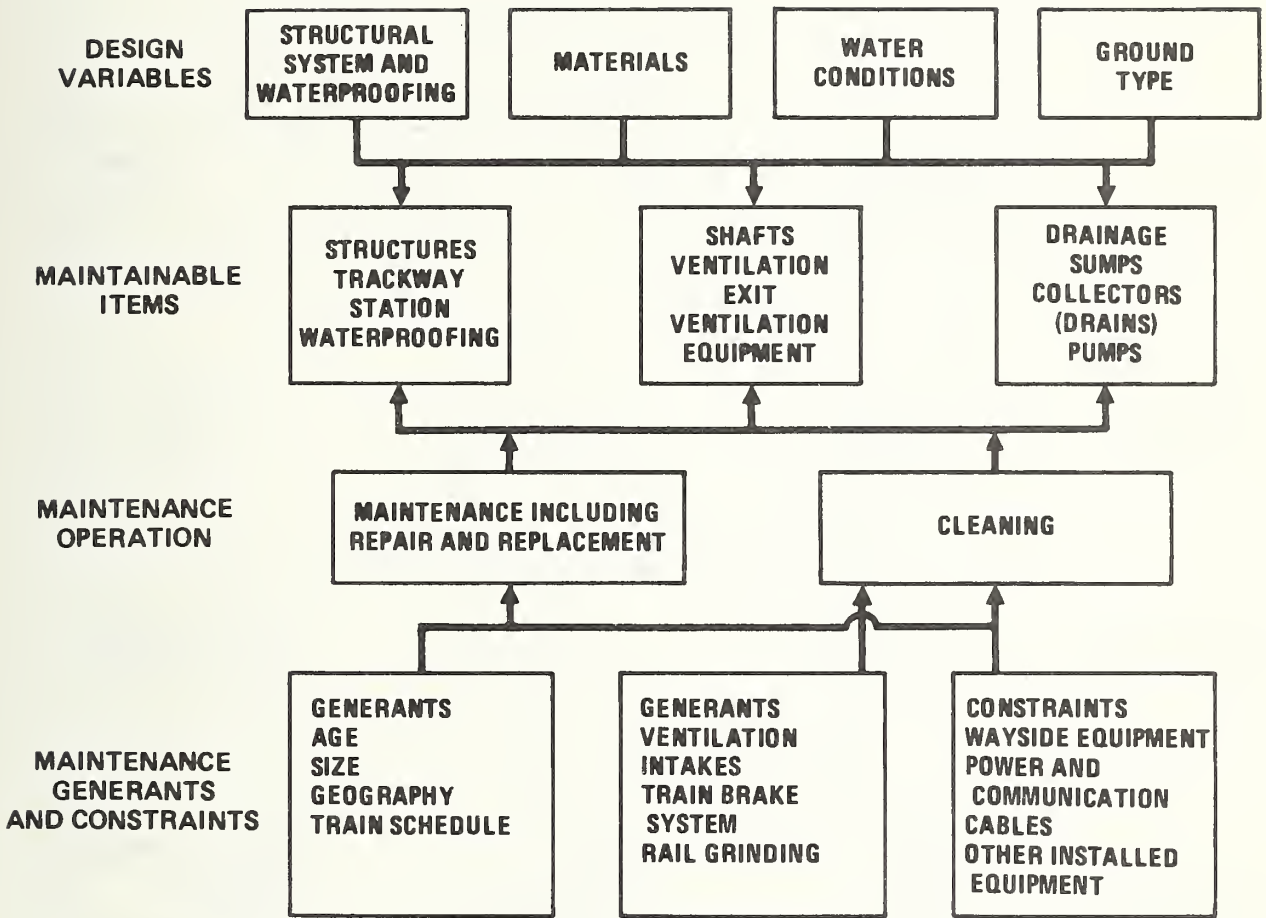 DESIGN
VARIABLES
STRUCTURAL
SYSTEM AND
WATERPROOFING
MATERIALS
WATER
CONDITIONS
GROUND
TYPE
MAINTAINABLE
ITEMS
STRUCTURES
TRACKWAY
STATION
WATERPROOFING
SHAFTS
VENTILATION
EXIT
VENTILATION
EQUIPMENT
DRAINAGE
SUMPS
COLLECTORS
(DRAINS)
PUMPS
MAINTENANCE
OPERATION
MAINTENANCE INCLUDING
REPAIR AND REPLACEMENT
CLEANING
MAINTENANCE
GENERANTS
AND CONSTRAINTS
GENERANTS
AGE
SIZE
GEOGRAPHY
TRAIN SCHEDULE
GENERANTS
VENTILATION
INTAKES
TRAIN BRAKE
SYSTEM
RAIL GRINDING
CONSTRAINTS
WAYSIDE EQUIPMENT
POWER AND
COMMUNICATION
CABLES
OTHER INSTALLED
EQUIPMENT